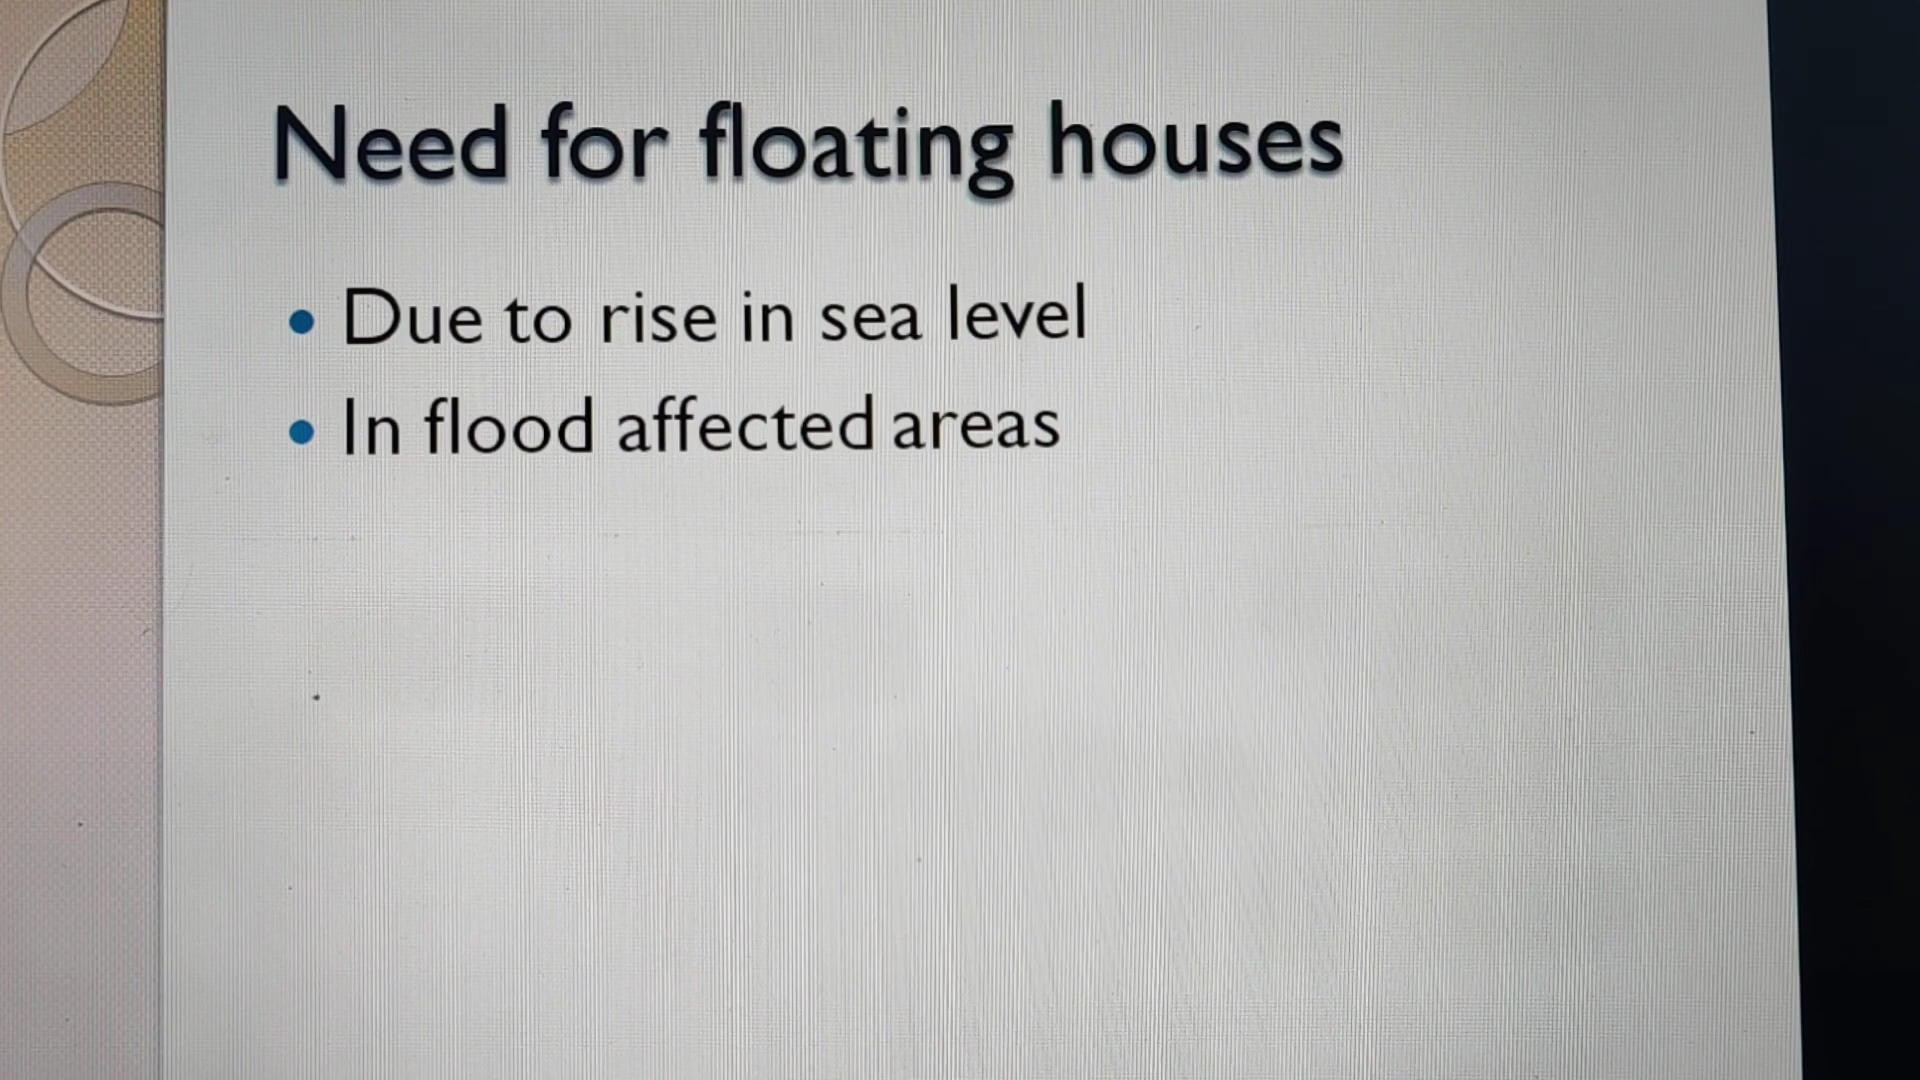 Need for floating houses
• Due to rise in sea level
• In flood affected areas